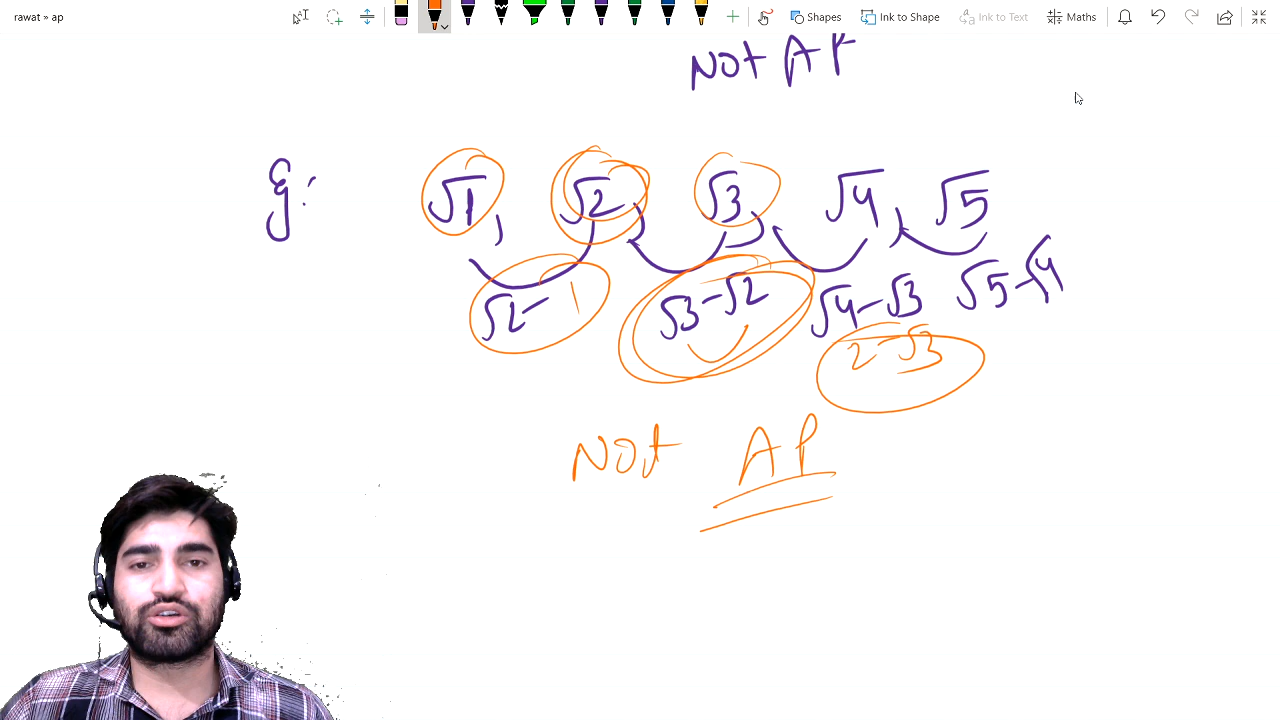 rawat » ap
Shapes Ink to Shape Ink to Text Maths
Not AP
Eg: √1, √2, √3, √4, √5
√2-1 √3-√2 √4-√3 √5-√4
2-√3
Not AP